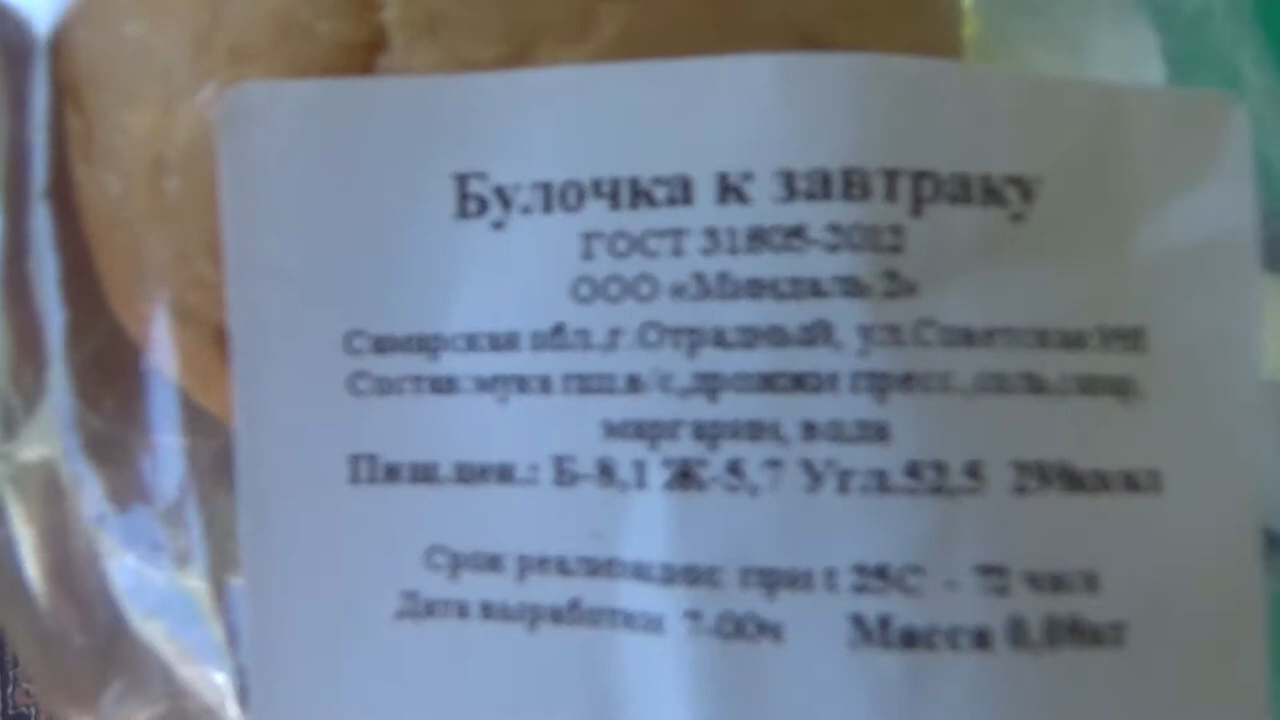 Булочка к завтраку
ГОСТ 31805-2012
ООО «Миндаль 2»
Самарская обл.,г.Отрадный, ул.Советская
Состав:мука пш.в/с,дрожжи пресс.,соль,сахар,
маргарин, вода
Пищ.цен.: Б-8,1 Ж-5,7 Угл.52,5 298ккал
Срок реализации: при t 25С - 72 часа
Дата выработки 7-00ч Масса 0,08кг